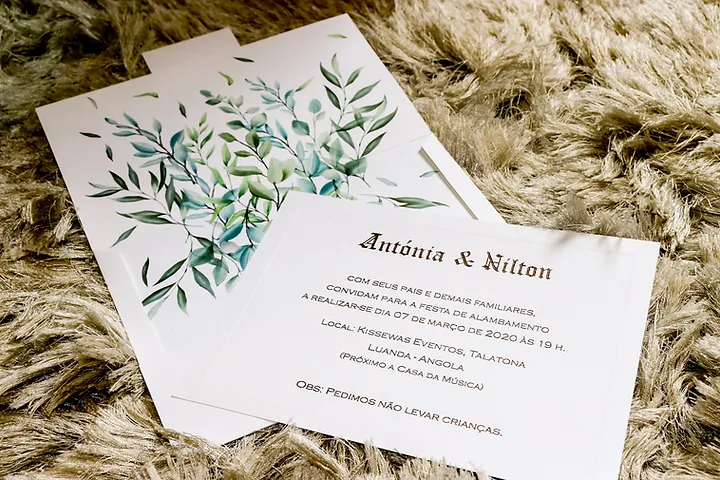 Antónia & Nilton
COM SEUS PAIS E DEMAIS FAMILIARES,
CONVIDAM PARA A FESTA DE ALAMBAMENTO
A REALIZAR-SE DIA 07 DE MARÇO DE 2020 ÀS 19 H.
LOCAL: KISSEWAS EVENTOS, TALATONA
LUANDA - ANGOLA
(PRÓXIMO A CASA DA MÚSICA)
OBS: PEDIMOS NÃO LEVAR CRIANÇAS.